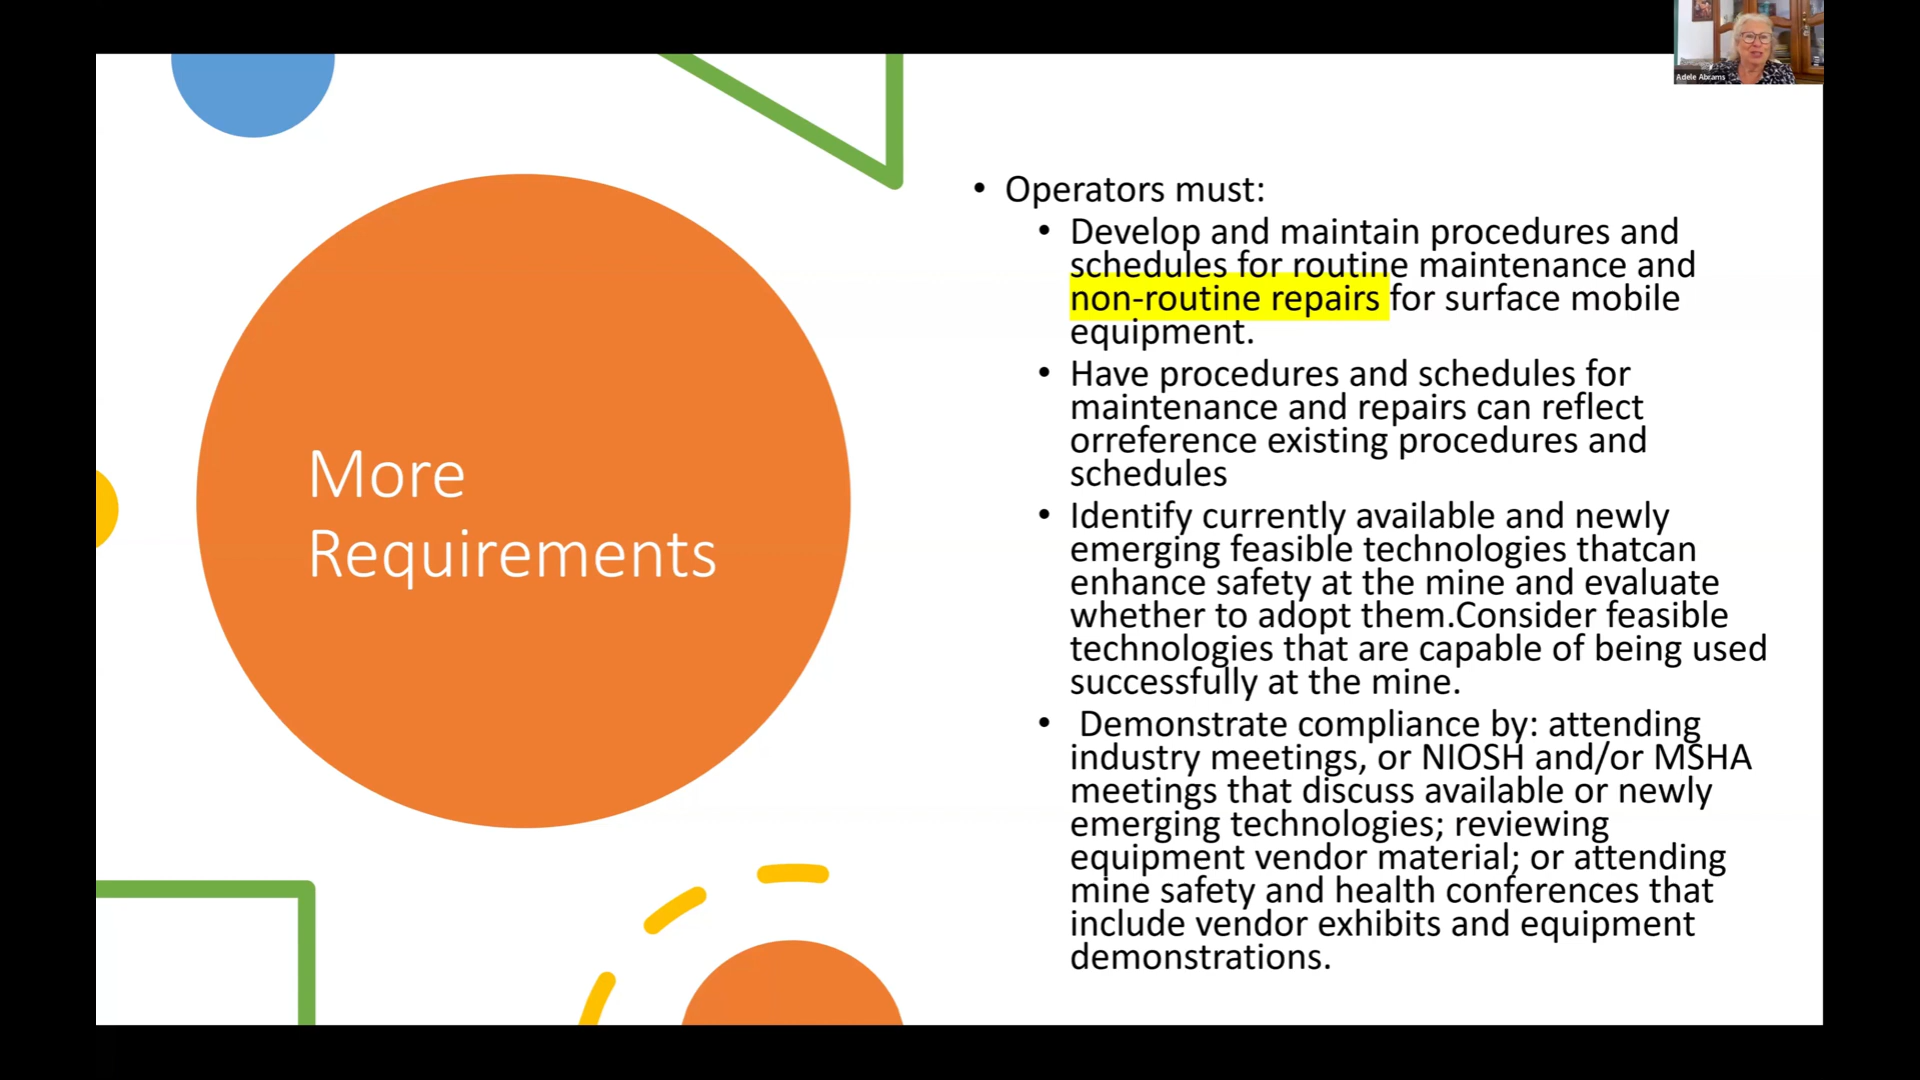 Adele Abrams
More
Requirements
• Operators must:
• Develop and maintain procedures and
schedules for routine maintenance and
non-routine repairs for surface mobile
equipment.
• Have procedures and schedules for
maintenance and repairs can reflect
orreference existing procedures and
schedules
• Identify currently available and newly
emerging feasible technologies thatcan
enhance safety at the mine and evaluate
whether to adopt them.Consider feasible
technologies that are capable of being used
successfully at the mine.
• Demonstrate compliance by: attending
industry meetings, or NIOSH and/or MSHA
meetings that discuss available or newly
emerging technologies; reviewing
equipment vendor material; or attending
mine safety and health conferences that
include vendor exhibits and equipment
demonstrations.